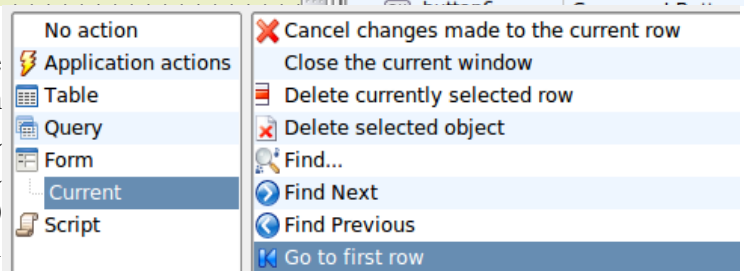 No action
Application actions
Table
Query
Form
Current
Script
Cancel changes made to the current row
Close the current window
Delete currently selected row
Delete selected object
Find...
Find Next
Find Previous
Go to first row